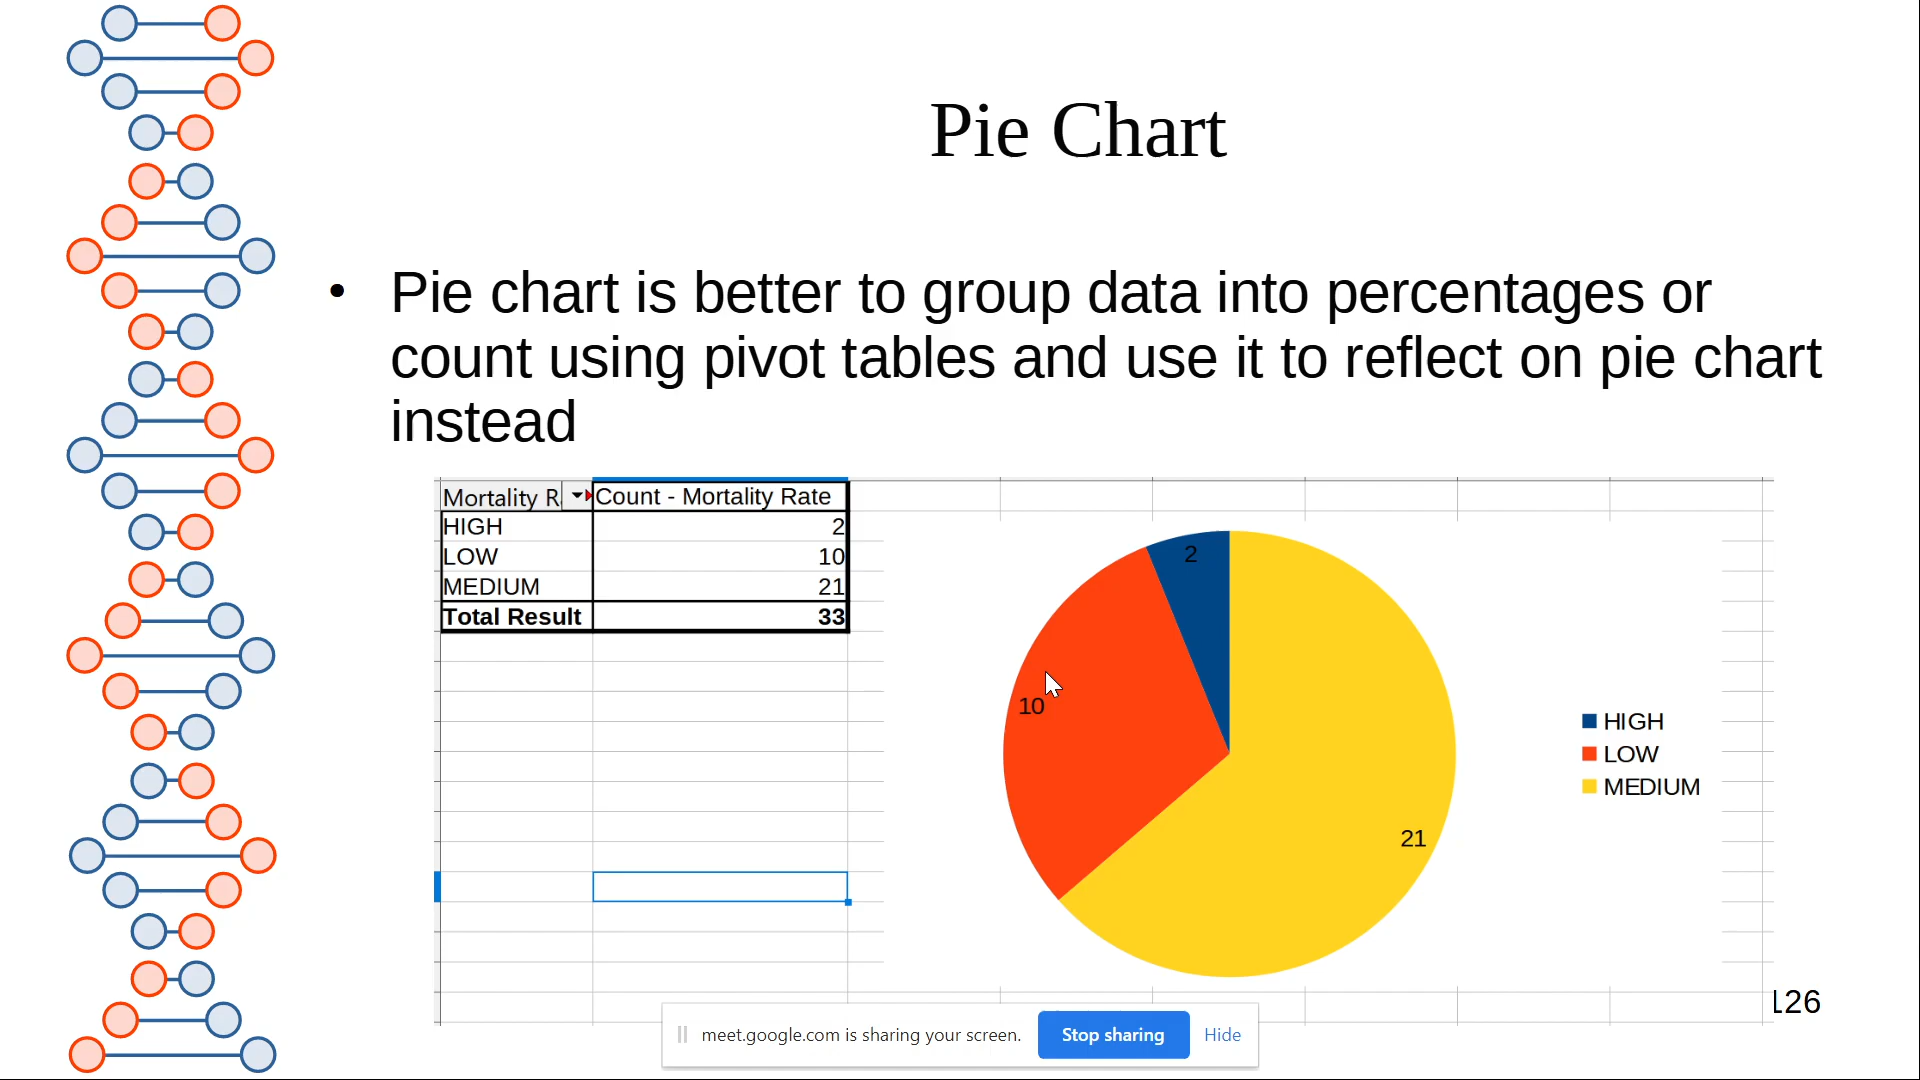 Pie Chart
• Pie chart is better to group data into percentages or
count using pivot tables and use it to reflect on pie chart
instead
Mortality R Count - Mortality Rate
HIGH 2
LOW 10
MEDIUM 21
Total Result 33
2
10
21
HIGH
LOW
MEDIUM
126
meet.google.com is sharing your screen. Stop sharing Hide